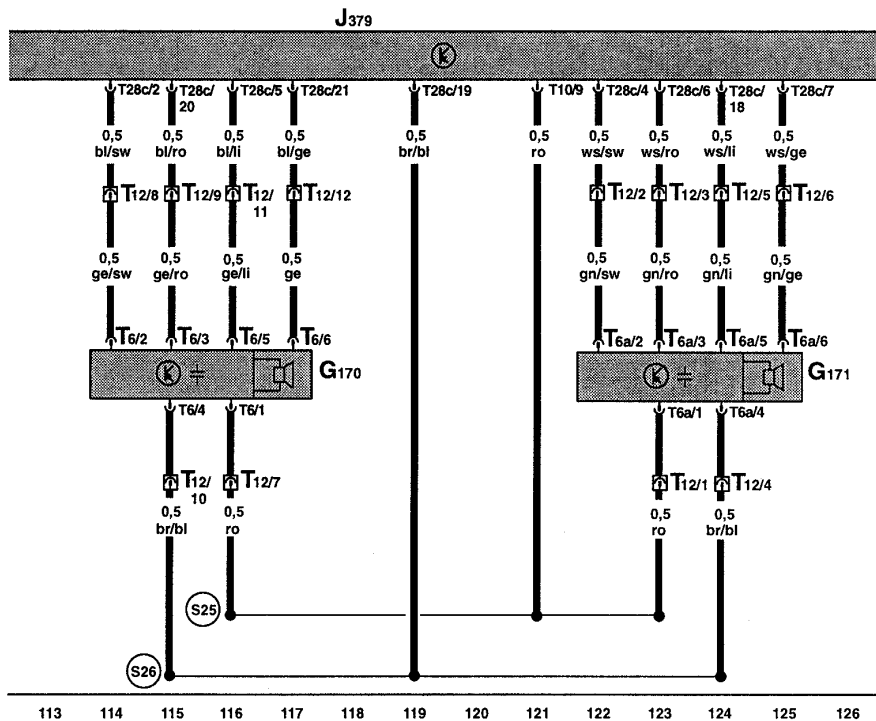 J379
T28c/2 T28c/20 T28c/5 T28c/21 T28c/19 T10/9 T28c/4 T28c/6 T28c/18 T28c/7
0,5 0,5 0,5 0,5 0,5 0,5 0,5 0,5 0,5 0,5
bl/sw bl/ro bl/li bl/ge br/bl ro ws/sw ws/ro ws/li ws/ge
T12/8 T12/9 T12/11 T12/12 T12/2 T12/3 T12/5 T12/6
0,5 0,5 0,5 0,5 0,5 0,5 0,5 0,5
ge/sw ge/ro ge/li ge gn/sw gn/ro gn/li gn/ge
T6/2 T6/3 T6/5 T6/6 T6a/2 T6a/3 T6a/5 T6a/6
G170 G171
T6/4 T6/1 T6a/1 T6a/4
T12/10 T12/7 T12/1 T12/4
0,5 0,5 0,5 0,5
br/bl ro ro br/bl
S25
S26
113 114 115 116 117 118 119 120 121 122 123 124 125 126